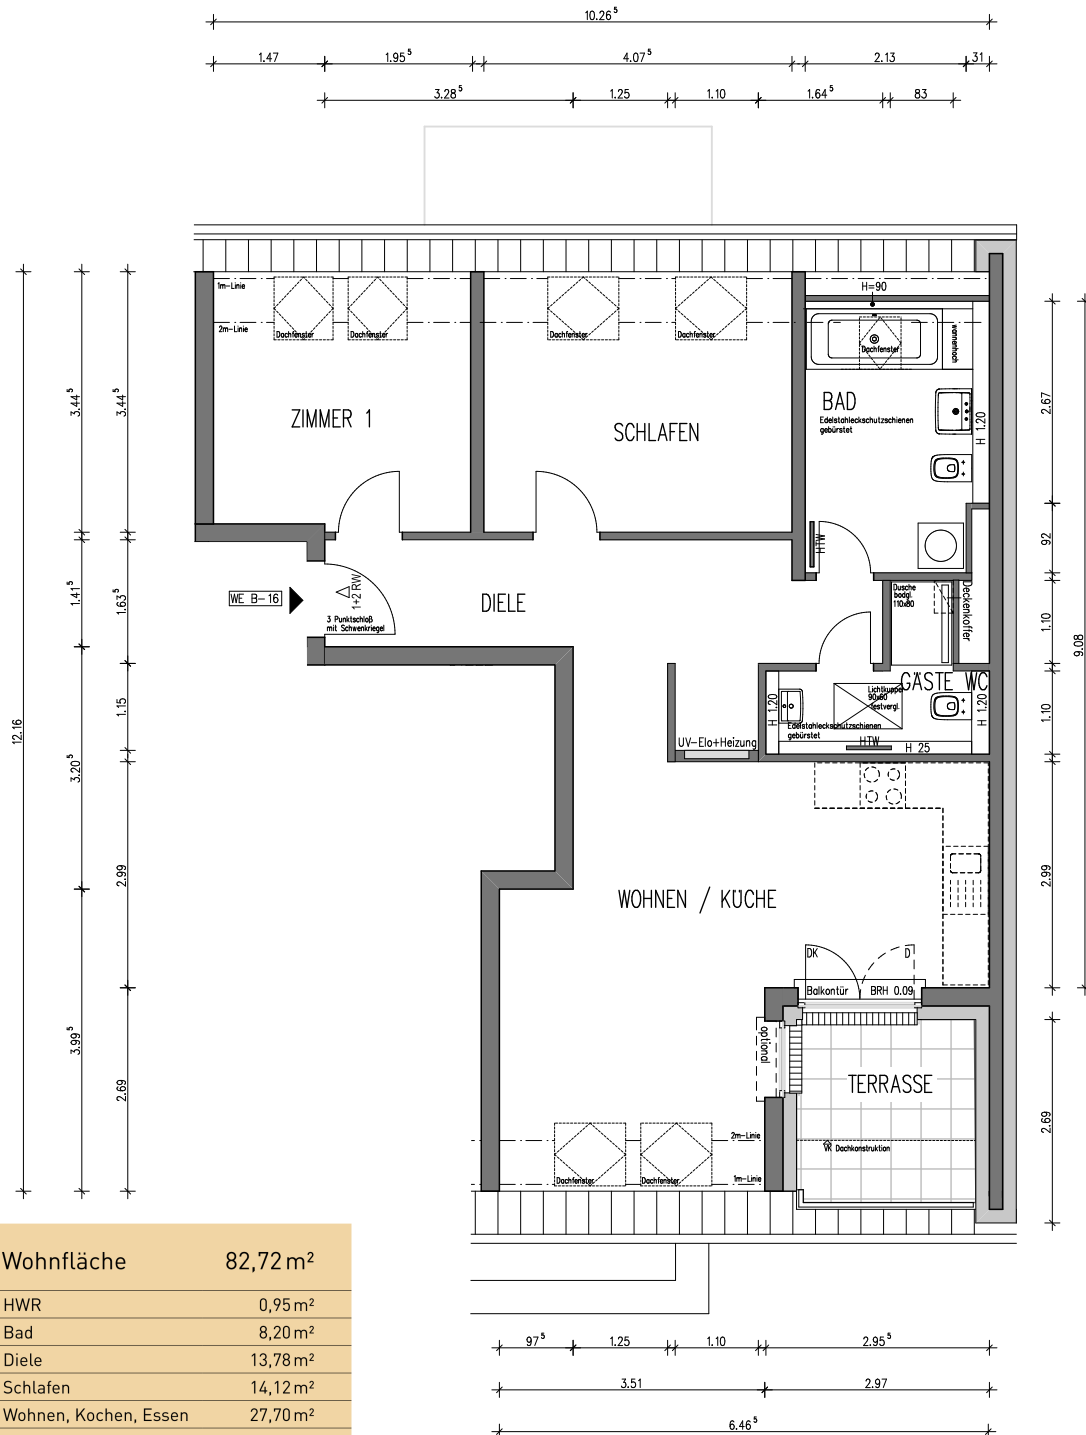 10.26⁵
1.47 1.95⁵ 4.07⁵ 2.13 31
3.28⁵ 1.25 1.10 1.64⁵ 83
1m-Linie
2m-Linie
Dachfenster Dachfenster Dachfenster Dachfenster
H=90
Dachfenster
wannenhoch
ZIMMER 1
SCHLAFEN
BAD
Edelstahleckschutzschienen
gebürstet
H 1.20
HTW
WE B-16
1+2 RW
3 Punktschloß
mit Schwenkriegel
DIELE
Dusche
bodgl.
110x80
Deckenkoffer
GÄSTE WC
Lichtkuppel
90x60
festvergl.
H 1.20
H 1.20
Edelstahleckschutzschienen
gebürstet
HTW
H 25
UV-Elo+Heizung
WOHNEN / KÜCHE
DK D
Balkontür BRH 0.09
optional
TERRASSE
VK Dachkonstruktion
2m-Linie
1m-Linie
Dachfenster Dachfenster
12.16
3.44⁵
1.41⁵
3.20⁵
3.99⁵
3.44⁵
1.63⁵
1.15
2.99
2.69
2.67
92
1.10
1.10
2.99
2.69
9.08
97⁵ 1.25 1.10 2.95⁵
3.51 2.97
6.46⁵
Wohnfläche 82,72 m²
HWR 0,95 m²
Bad 8,20 m²
Diele 13,78 m²
Schlafen 14,12 m²
Wohnen, Kochen, Essen 27,70 m²